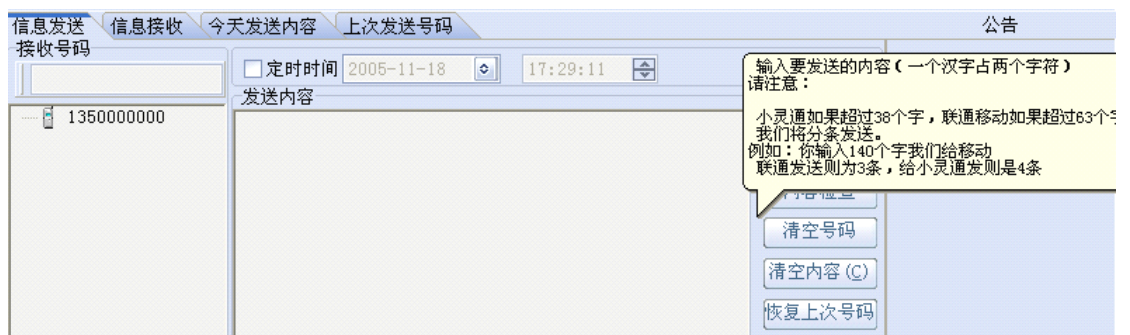 信息发送
信息接收
今天发送内容
上次发送号码
公告
接收号码
定时时间
2005-11-18
17:29:11
发送内容
1350000000
输入要发送的内容(一个汉字占两个字符)
请注意:
小灵通如果超过38个字,联通移动如果超过63个字
我们将分条发送。
例如:你输入140个字我们给移动
联通发送则为3条,给小灵通发则是4条
清空号码
清空内容(C)
恢复上次号码